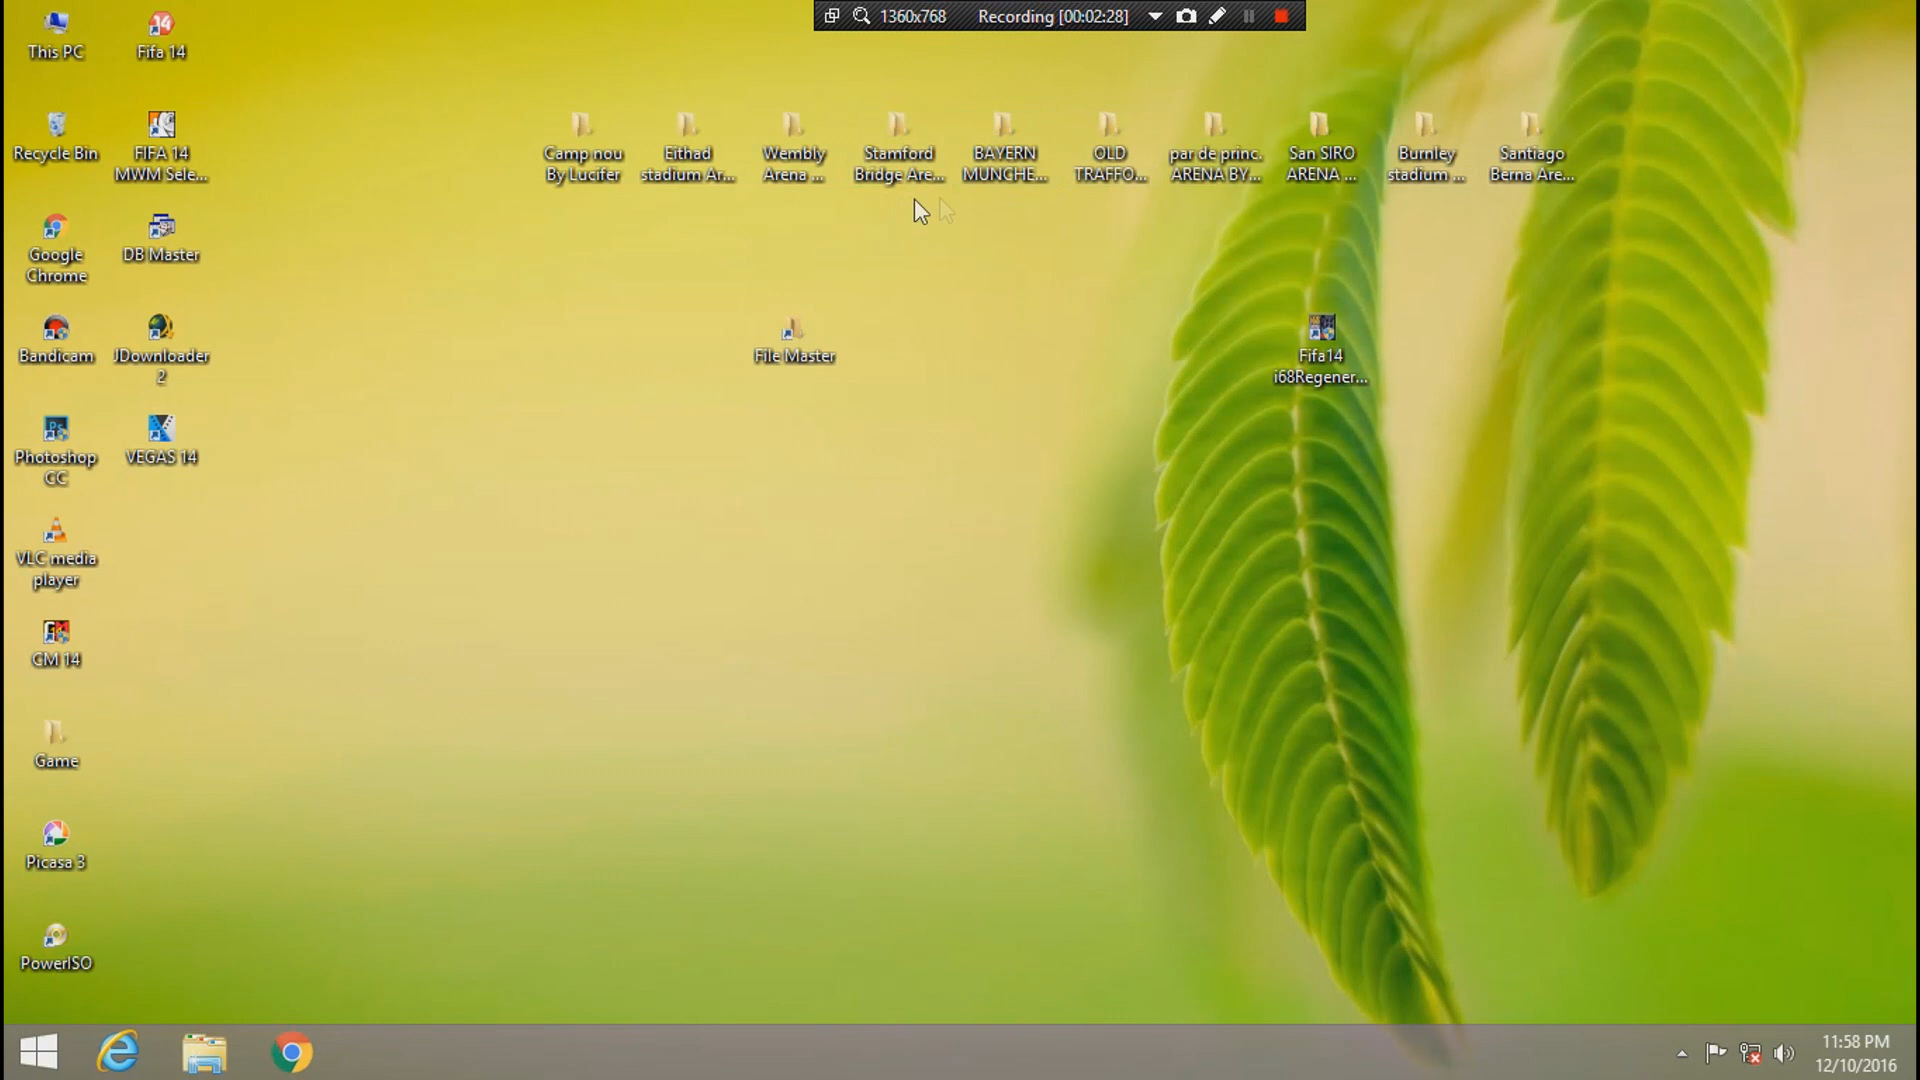 1360x768 Recording [00:02:28]
This PC
Fifa 14
Recycle Bin
FIFA 14
MWM Sele...
Camp nou
By Lucifer
Eithad
stadium Ar...
Wembly
Arena ...
Stamford
Bridge Are...
BAYERN
MUNCHE...
OLD
TRAFFO...
par de princ.
ARENA BY...
San SIRO
ARENA ...
Burnley
stadium ...
Santiago
Berna Are...
Google
Chrome
DB Master
Bandicam
JDownloader
2
File Master
Fifa14
i68Regener...
Photoshop
CC
VEGAS 14
VLC media
player
CM 14
Game
Picasa 3
PowerISO
11:58 PM
12/10/2016